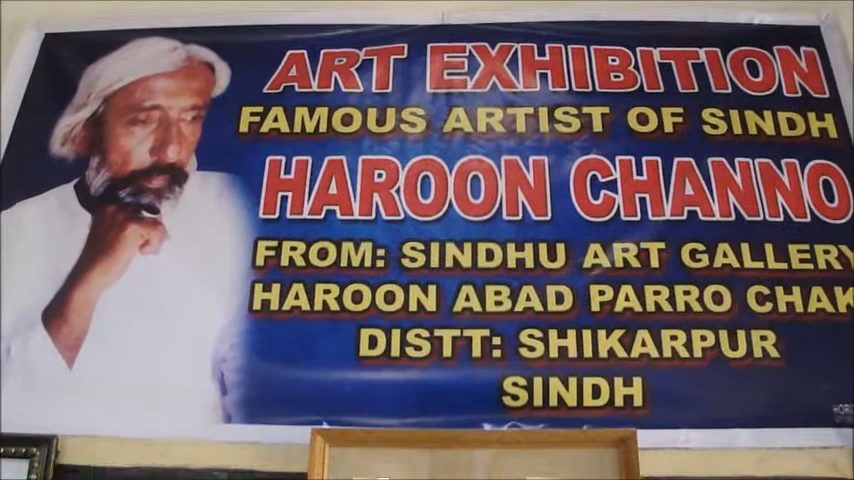 ART EXHIBITION
FAMOUS ARTIST OF SINDH
HAROON CHANNO
FROM: SINDHU ART GALLERY
HAROON ABAD PARRO CHAK
DISTT: SHIKARPUR
SINDH